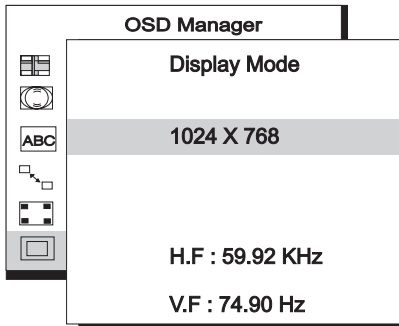 OSD Manager
Display Mode
ABC
1024 X 768
H.F : 59.92 KHz
V.F : 74.90 Hz